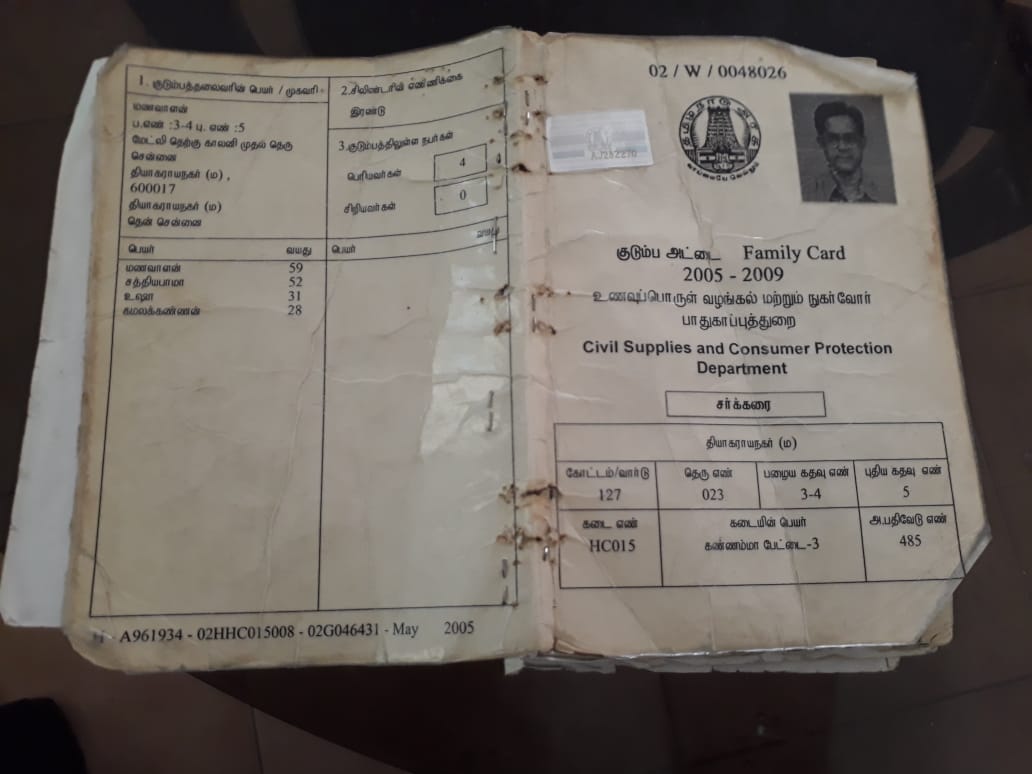 1. குடும்பத்தலைவரின் பெயர் / முகவரி
மணவாளன்
ப.எண் :3-4 பு. எண் :5
மேட்லி தெற்கு காலனி முதல் தெரு
சென்னை
தியாகராயநகர் (ம) ,
600017
தியாகராயநகர் (ம)
தென் சென்னை
2.சிலிண்டரின் எண்ணிக்கை
இரண்டு
3.குடும்பத்திலுள்ள நபர்கள்
பெரியவர்கள் 4
சிறியவர்கள் 0
பெயர் வயது பெயர் வயது
மணவாளன் 59
சத்தியபாமா 52
உஷா 31
கமலக்கண்ணன் 28
A961934 - 02HHC015008 - 02G046431 - May 2005
02 / W / 0048026
AJ282270
தமிழ்நாடு அரசு
வாய்மையே வெல்லும்
குடும்ப அட்டை Family Card
2005 - 2009
உணவுப்பொருள் வழங்கல் மற்றும் நுகர்வோர்
பாதுகாப்புத்துறை
Civil Supplies and Consumer Protection
Department
சர்க்கரை
தியாகராயநகர் (ம)
கோட்டம்/வார்டு தெரு எண் பழைய கதவு எண் புதிய கதவு எண்
127 023 3-4 5
கடை எண் கடையின் பெயர் அ.பதிவேடு எண்
HC015 கண்ணம்மா பேட்டை-3 485